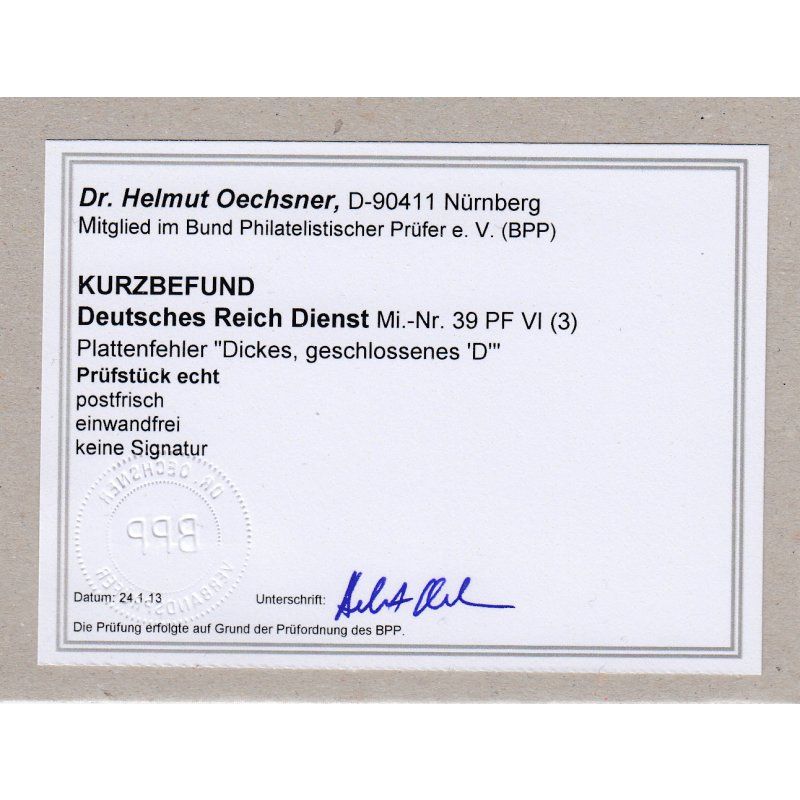 Dr. Helmut Oechsner, D-90411 Nürnberg
Mitglied im Bund Philatelistischer Prüfer e. V. (BPP)
KURZBEFUND
Deutsches Reich Dienst Mi.-Nr. 39 PF VI (3)
Plattenfehler "Dickes, geschlossenes 'D'"
Prüfstück echt
postfrisch
einwandfrei
keine Signatur
DR. OECHSNER
BPP
Datum: 24.1.13
Unterschrift:
Die Prüfung erfolgte auf Grund der Prüfordnung des BPP.